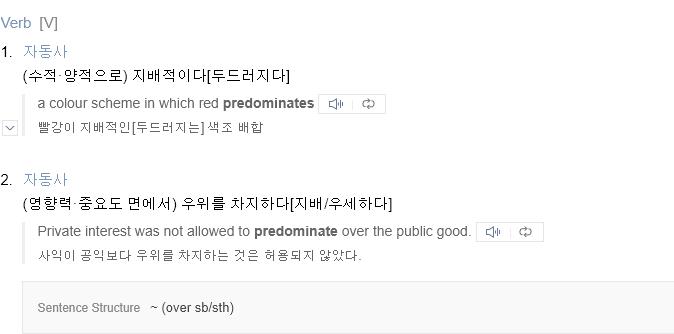 Verb [V]
1. 자동사
(수적·양적으로) 지배적이다[두드러지다]
a colour scheme in which red predominates
빨강이 지배적인[두드러지는] 색조 배합
2. 자동사
(영향력·중요도 면에서) 우위를 차지하다[지배/우세하다]
Private interest was not allowed to predominate over the public good.
사익이 공익보다 우위를 차지하는 것은 허용되지 않았다.
Sentence Structure ~ (over sb/sth)